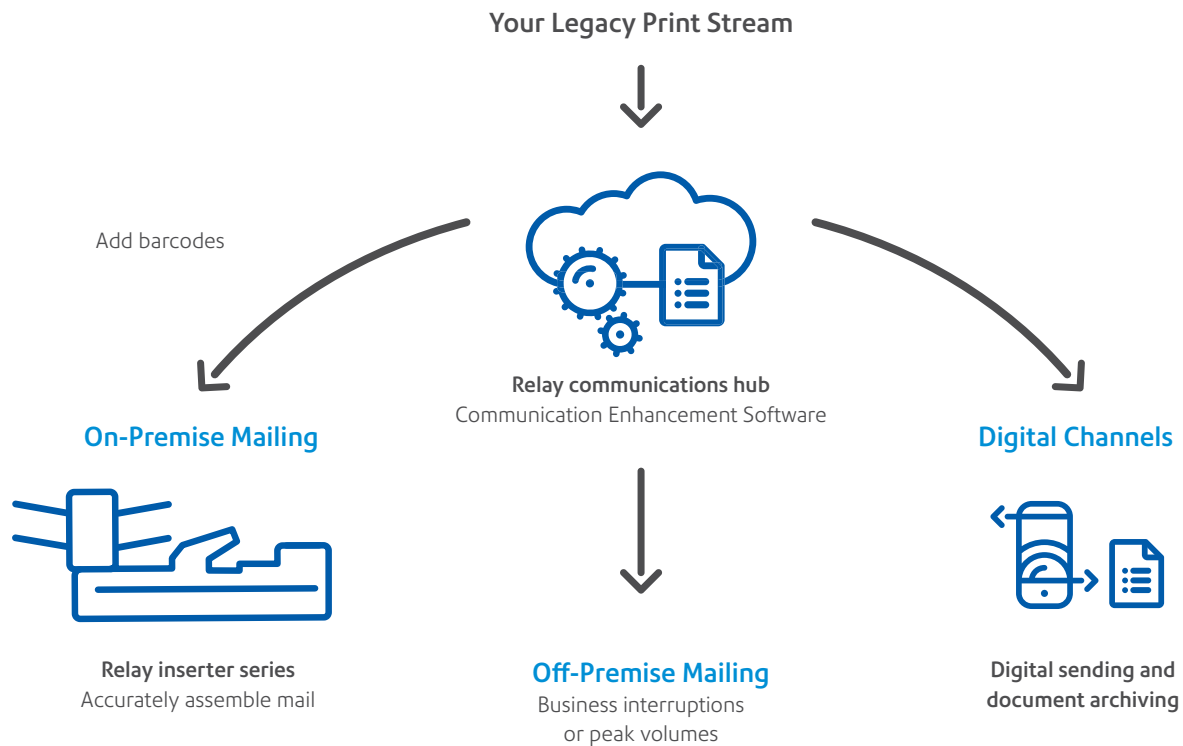 Your Legacy Print Stream
Add barcodes
Relay communications hub
Communication Enhancement Software
On-Premise Mailing
Digital Channels
Relay inserter series
Accurately assemble mail
Off-Premise Mailing
Business interruptions
or peak volumes
Digital sending and
document archiving